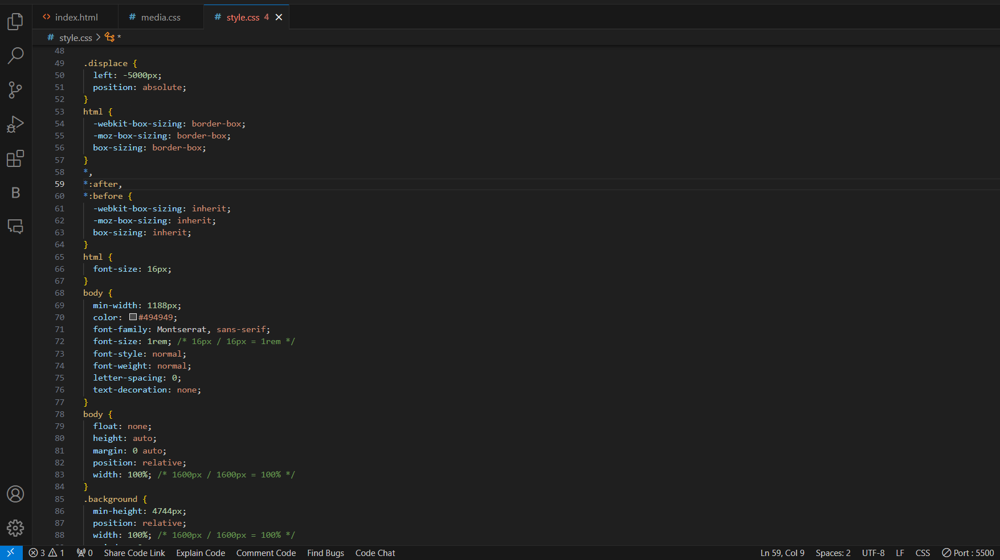 index.html media.css style.css 4
style.css > *
48
49 .displace {
50 left: -5000px;
51 position: absolute;
52 }
53 html {
54 -webkit-box-sizing: border-box;
55 -moz-box-sizing: border-box;
56 box-sizing: border-box;
57 }
58 *,
59 *:after,
60 *:before {
61 -webkit-box-sizing: inherit;
62 -moz-box-sizing: inherit;
63 box-sizing: inherit;
64 }
65 html {
66 font-size: 16px;
67 }
68 body {
69 min-width: 1188px;
70 color: #494949;
71 font-family: Montserrat, sans-serif;
72 font-size: 1rem; /* 16px / 16px = 1rem */
73 font-style: normal;
74 font-weight: normal;
75 letter-spacing: 0;
76 text-decoration: none;
77 }
78 body {
79 float: none;
80 height: auto;
81 margin: 0 auto;
82 position: relative;
83 width: 100%; /* 1600px / 1600px = 100% */
84 }
85 .background {
86 min-height: 4744px;
87 position: relative;
88 width: 100%; /* 1600px / 1600px = 100% */
3 1 0 Share Code Link Explain Code Comment Code Find Bugs Code Chat Ln 59, Col 9 Spaces: 2 UTF-8 LF CSS Port : 5500